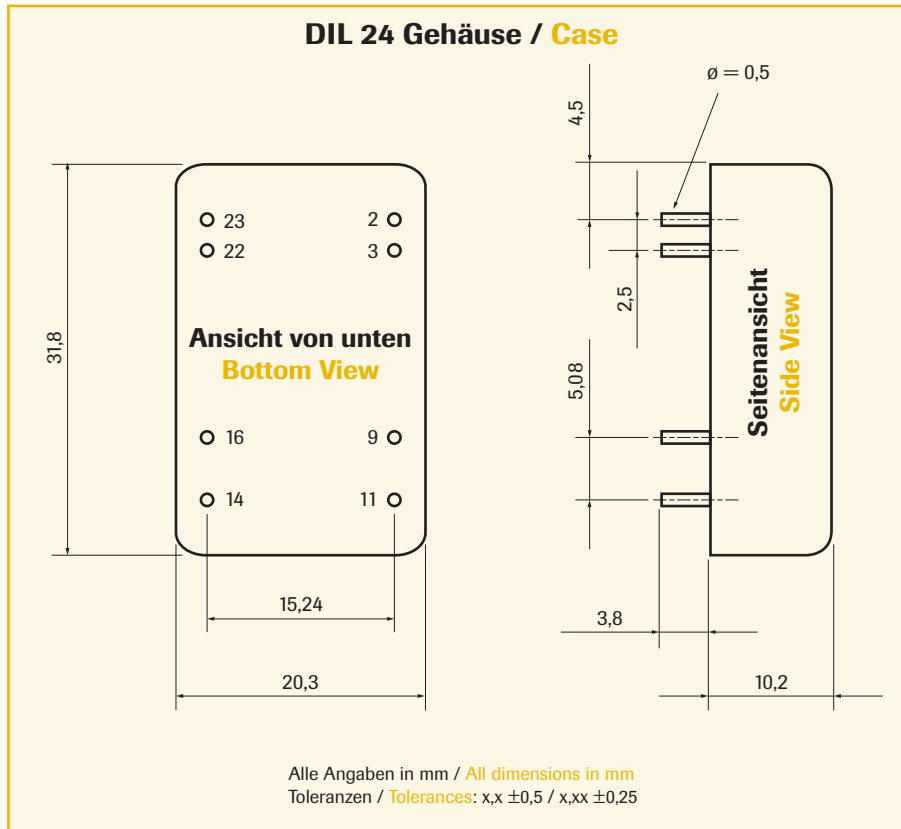 DIL 24 Gehäuse / Case
ø = 0,5
4,5
23
2
22
3
2,5
31,8
Ansicht von unten
Bottom View
Seitenansicht
Side View
5,08
16
9
14
11
15,24
3,8
20,3
10,2
Alle Angaben in mm / All dimensions in mm
Toleranzen / Tolerances: x,x ±0,5 / x,xx ±0,25